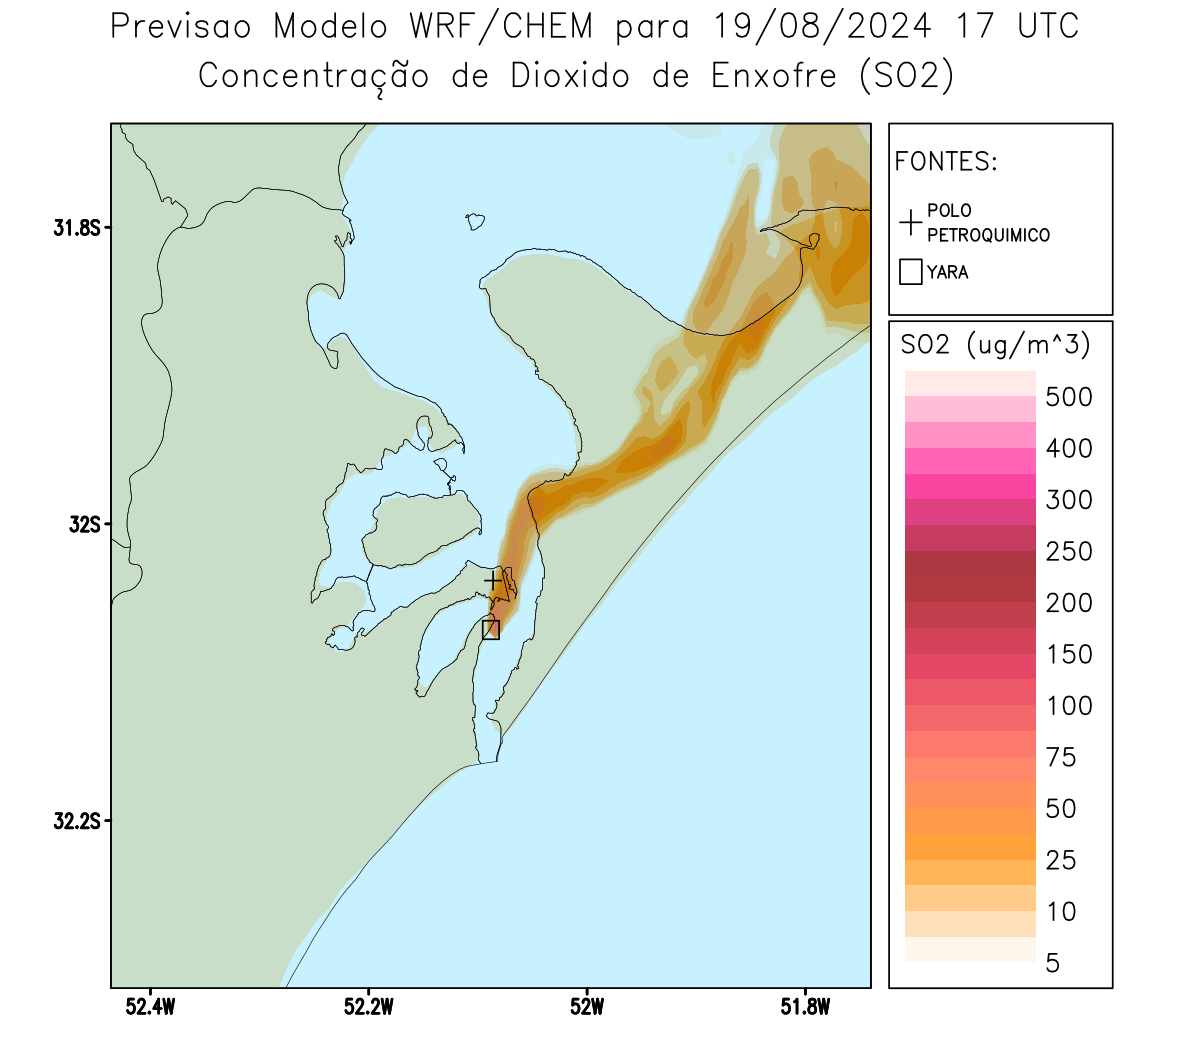 Previsao Modelo WRF/CHEM para 19/08/2024 17 UTC
Concentração de Dioxido de Enxofre (SO2)
FONTES:
POLO
PETROQUIMICO
YARA
SO2 (ug/m^3)
500
400
300
250
200
150
100
75
50
25
10
5
31.8S
32S
32.2S
52.4W
52.2W
52W
51.8W